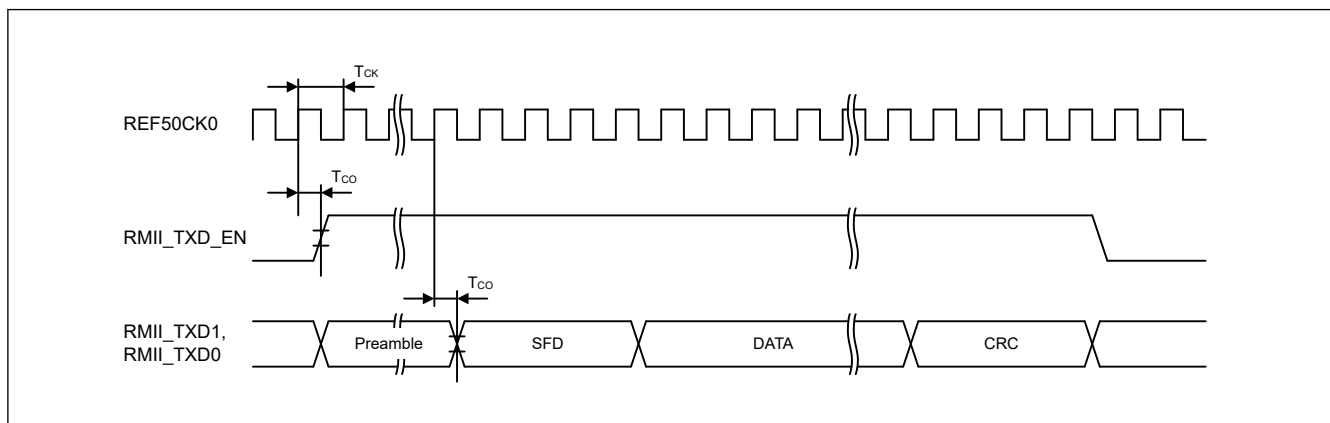 TCK
REF50CK0
TCO
RMII_TXD_EN
TCO
RMII_TXD1,
RMII_TXD0
Preamble
SFD
DATA
CRC